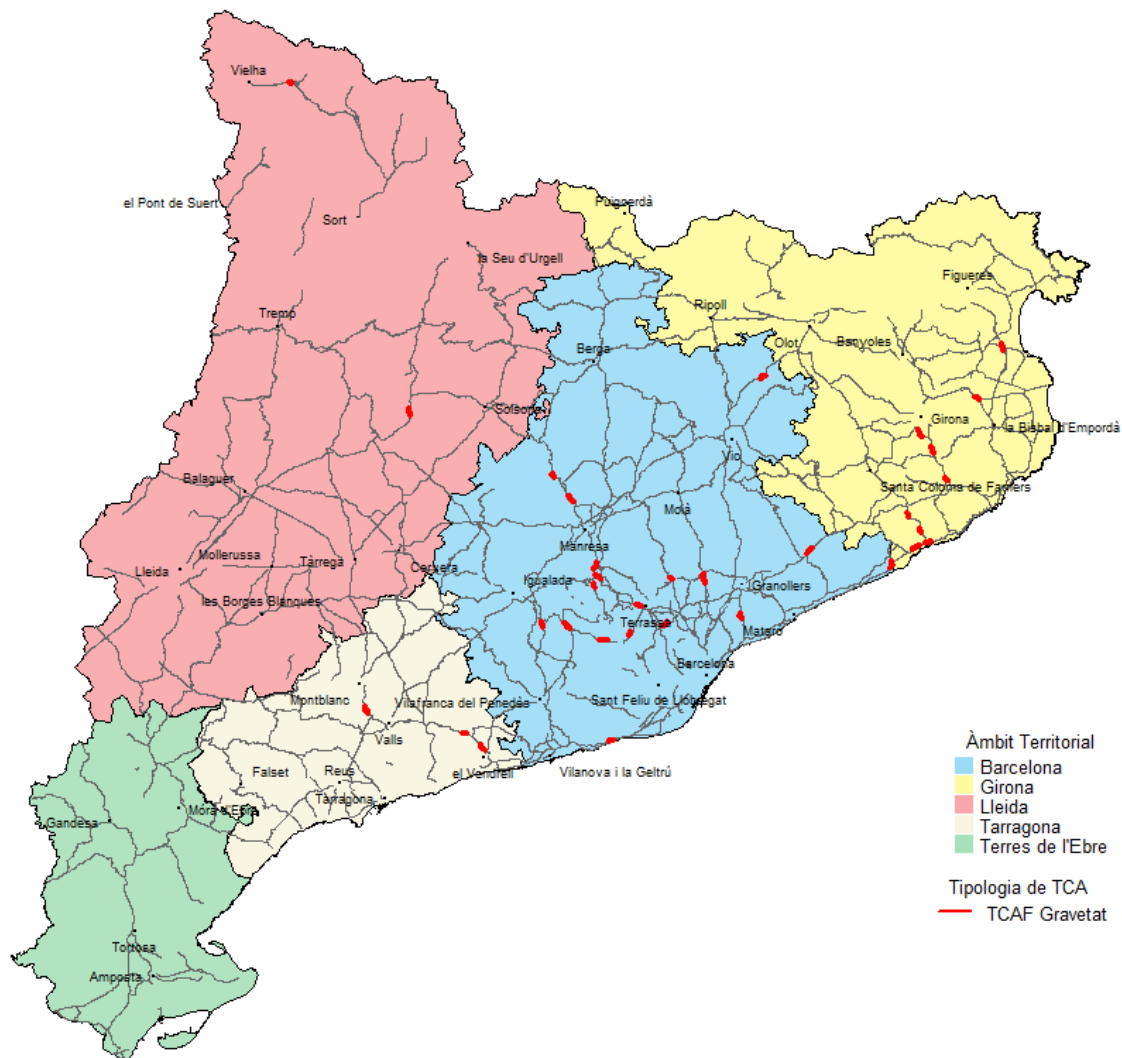 Vielha
el Pont de Suert
Puigcerdà
Sort
la Seu d'Urgell
Figueres
Ripoll
Tremp
Olot
Banyoles
Berga
Solsona
Girona
la Bisbal d'Empordà
Vic
Balaguer
Santa Coloma de Farners
Moià
Manresa
Mollerussa
Tàrrega
Lleida
Cervera
Igualada
Granollers
les Borges Blanques
Terrassa
Mataró
Barcelona
Montblanc
Vilafranca del Penedès
Sant Feliu de Llobregat
Valls
Falset
Reus
el Vendrell
Vilanova i la Geltrú
Tarragona
Móra d'Ebre
Gandesa
Tortosa
Amposta
Àmbit Territorial
Barcelona
Girona
Lleida
Tarragona
Terres de l'Ebre
Tipologia de TCA
TCAF Gravetat